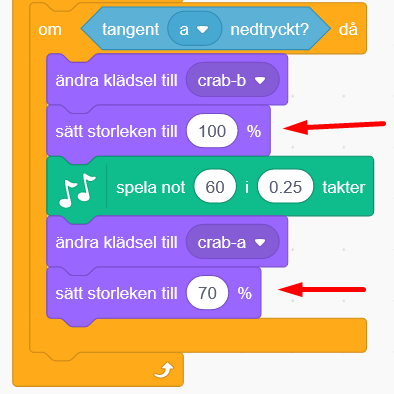 om tangent a nedtryckt? då
ändra klädsel till crab-b
sätt storleken till 100 %
spela not 60 i 0.25 takter
ändra klädsel till crab-a
sätt storleken till 70 %